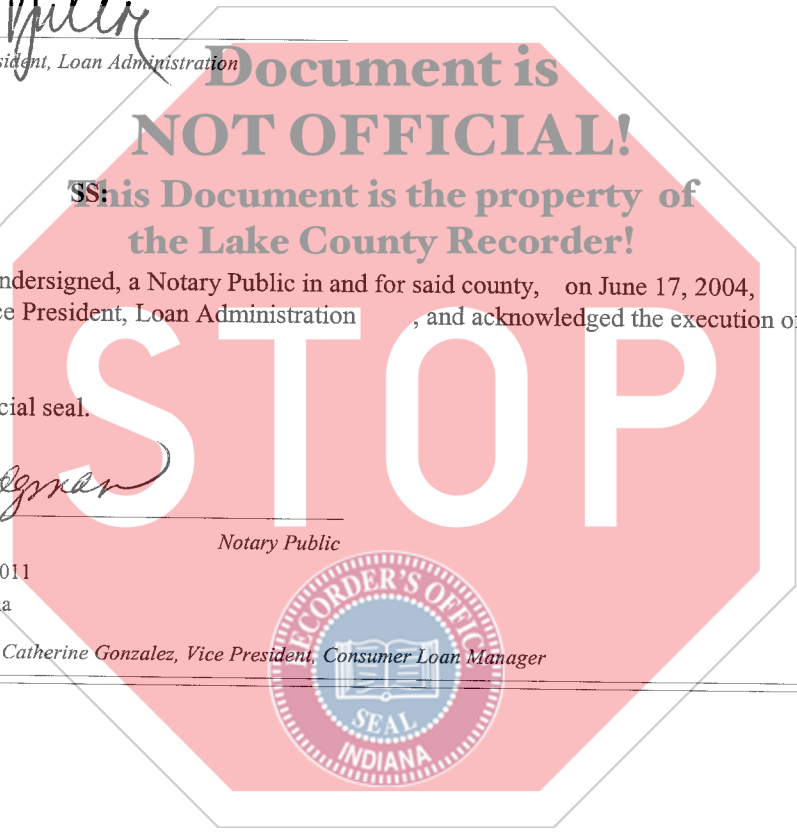 sident, Loan Administration
Document is
NOT OFFICIAL!
SS:
This Document is the property of
the Lake County Recorder!
ndersigned, a Notary Public in and for said county, on June 17, 2004,
ce President, Loan Administration , and acknowledged the execution o
STOP
cial seal.
Notary Public
011
a
Catherine Gonzalez, Vice President, Consumer Loan Manager
RECORDER'S OFFICE
SEAL
INDIANA